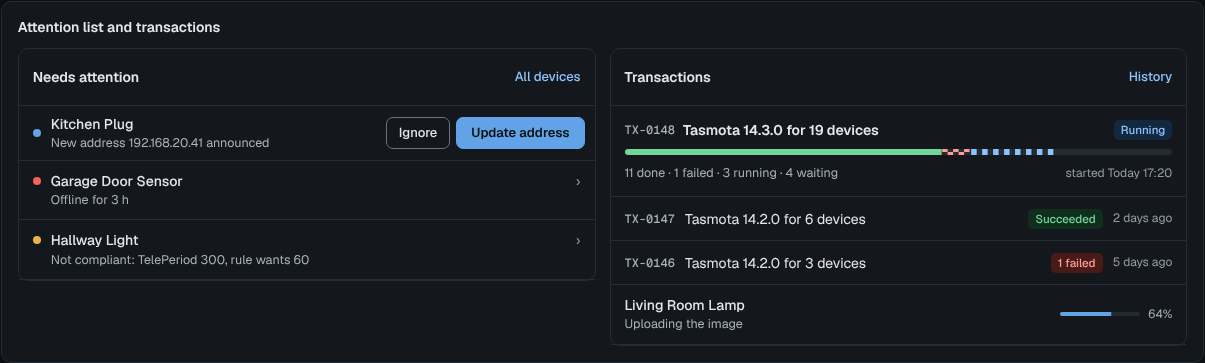 Attention list and transactions
Needs attention
All devices
Kitchen Plug
New address 192.168.20.41 announced
Ignore
Update address
Garage Door Sensor
Offline for 3 h
Hallway Light
Not compliant: TelePeriod 300, rule wants 60
Transactions
History
TX-0148 Tasmota 14.3.0 for 19 devices
Running
11 done · 1 failed · 3 running · 4 waiting
started Today 17:20
TX-0147 Tasmota 14.2.0 for 6 devices
Succeeded
2 days ago
TX-0146 Tasmota 14.2.0 for 3 devices
1 failed
5 days ago
Living Room Lamp
Uploading the image
64%